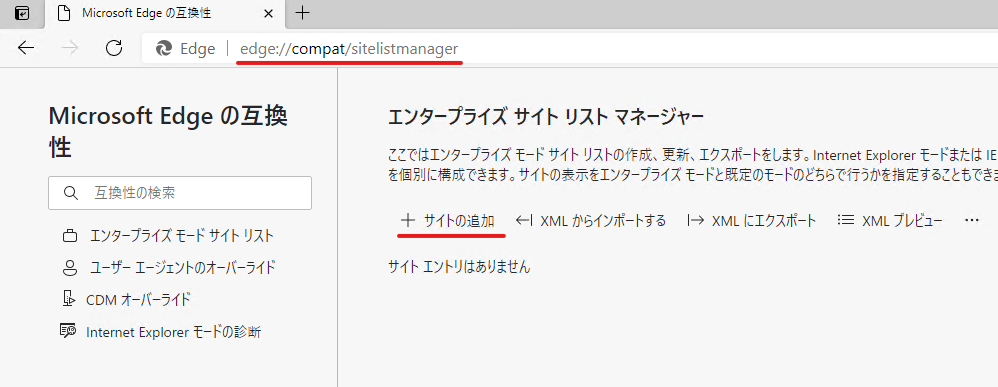 Microsoft Edge の互換性
Edge
edge://compat/sitelistmanager
Microsoft Edge の互換
性
互換性の検索
エンタープライズ モード サイト リスト
ユーザー エージェントのオーバーライド
CDM オーバーライド
Internet Explorer モードの診断
エンタープライズ サイト リスト マネージャー
ここではエンタープライズ モード サイト リストの作成、更新、エクスポートをします。Internet Explorer モードまたは IE
を個別に構成できます。サイトの表示をエンタープライズ モードと既定のモードのどちらで行うかを指定することもできま
サイトの追加
XML からインポートする
XML にエクスポート
XML プレビュー
サイト エントリはありません